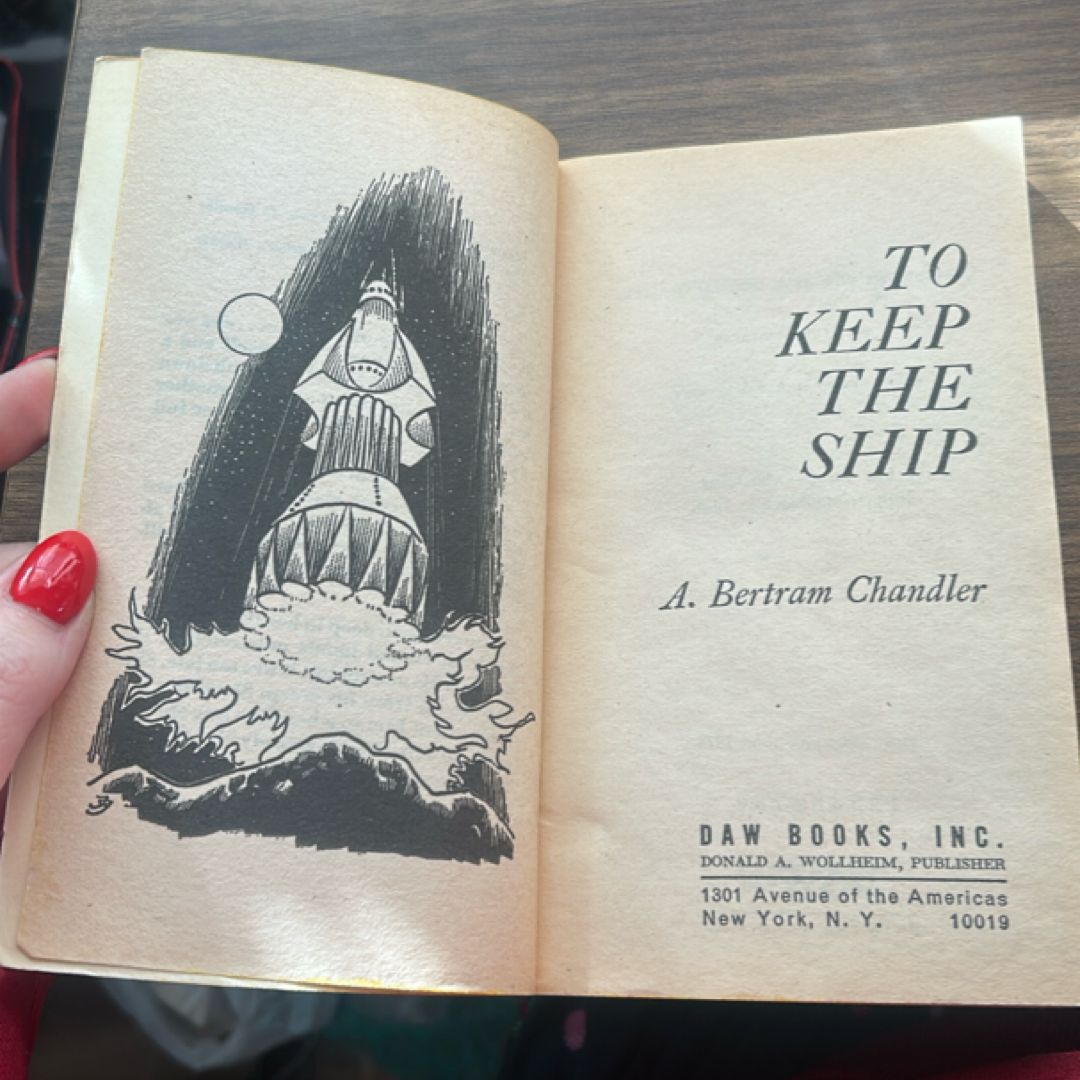 TO
KEEP
THE
SHIP
A. Bertram Chandler
DAW BOOKS, INC.
DONALD A. WOLLHEIM, PUBLISHER
1301 Avenue of the Americas
New York, N. Y. 10019